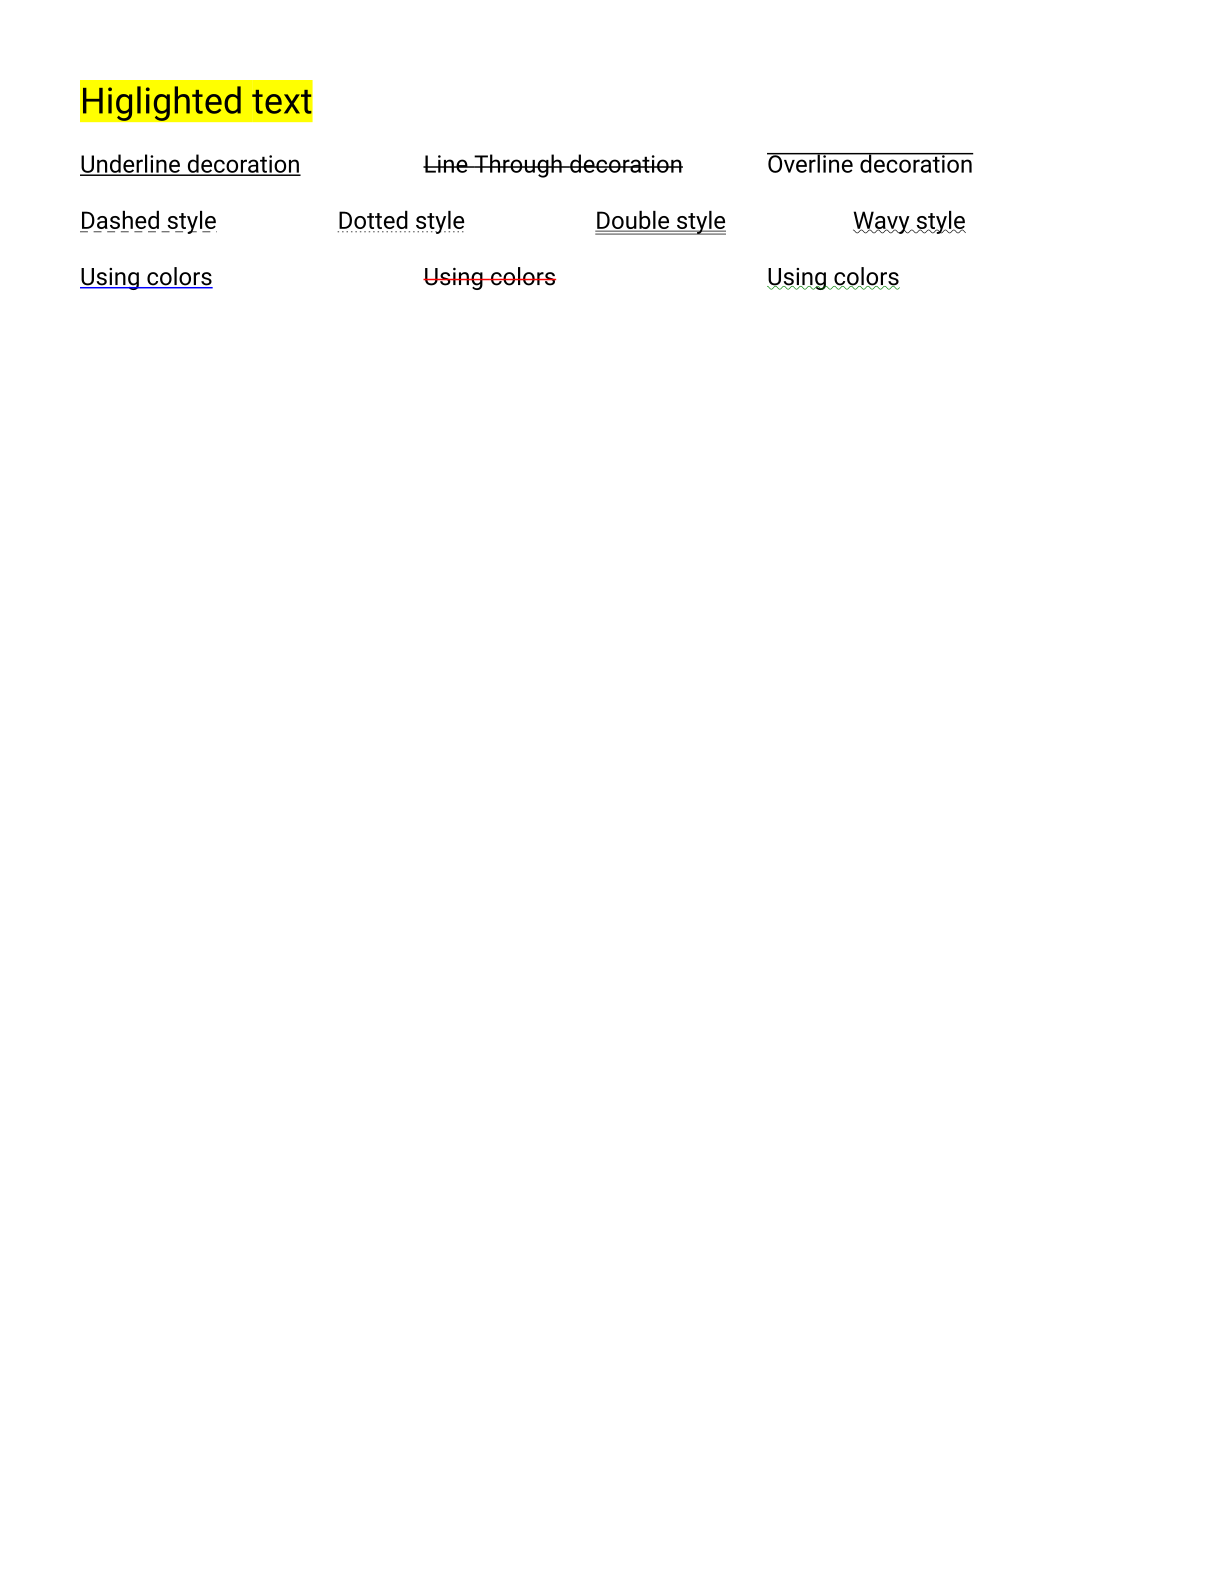 Higlighted text
Underline decoration Line Through decoration Overline decoration
Dashed style Dotted style Double style Wavy style
Using colors Using colors Using colors